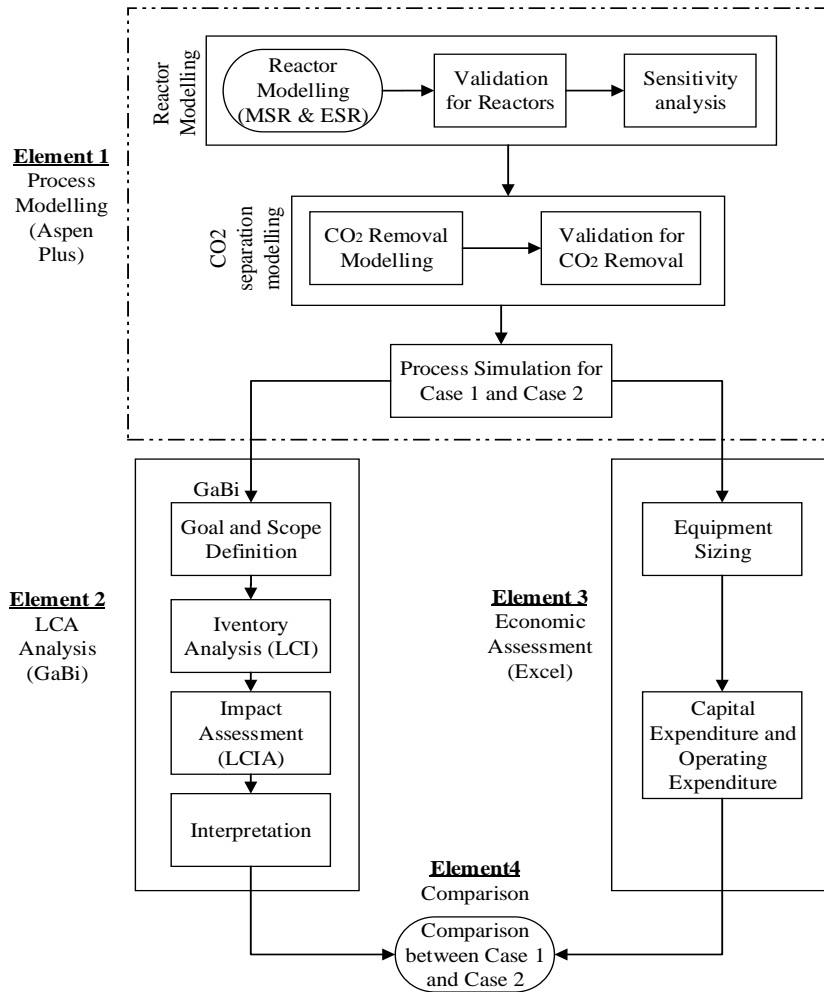 Reactor
Modelling
Reactor
Modelling
(MSR & ESR)
Validation
for Reactors
Sensitivity
analysis
Element 1
Process
Modelling
(Aspen
Plus)
CO2
separation
modelling
CO2 Removal
Modelling
Validation for
CO2 Removal
Process Simulation for
Case 1 and Case 2
GaBi
Goal and Scope
Definition
Element 2
LCA
Analysis
(GaBi)
Iventory
Analysis (LCI)
Impact
Assessment
(LCIA)
Interpretation
Element 3
Economic
Assessment
(Excel)
Equipment
Sizing
Capital
Expenditure and
Operating
Expenditure
Element4
Comparison
Comparison
between Case 1
and Case 2